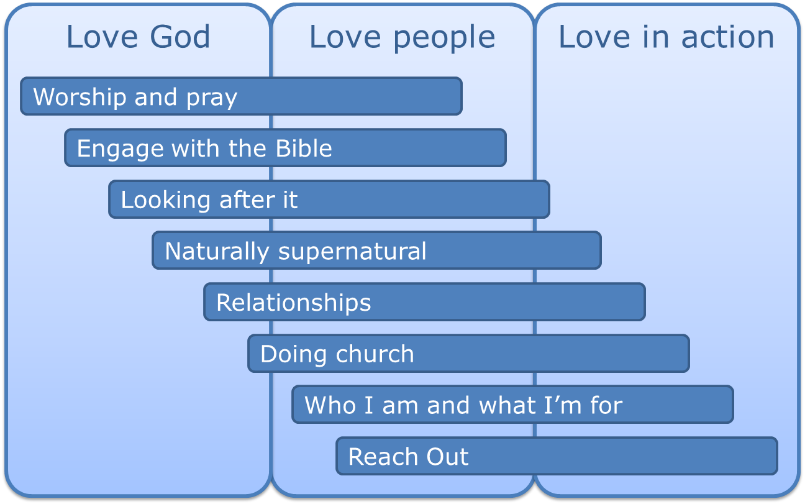 Love God
Love people
Love in action
Worship and pray
Engage with the Bible
Looking after it
Naturally supernatural
Relationships
Doing church
Who I am and what I’m for
Reach Out